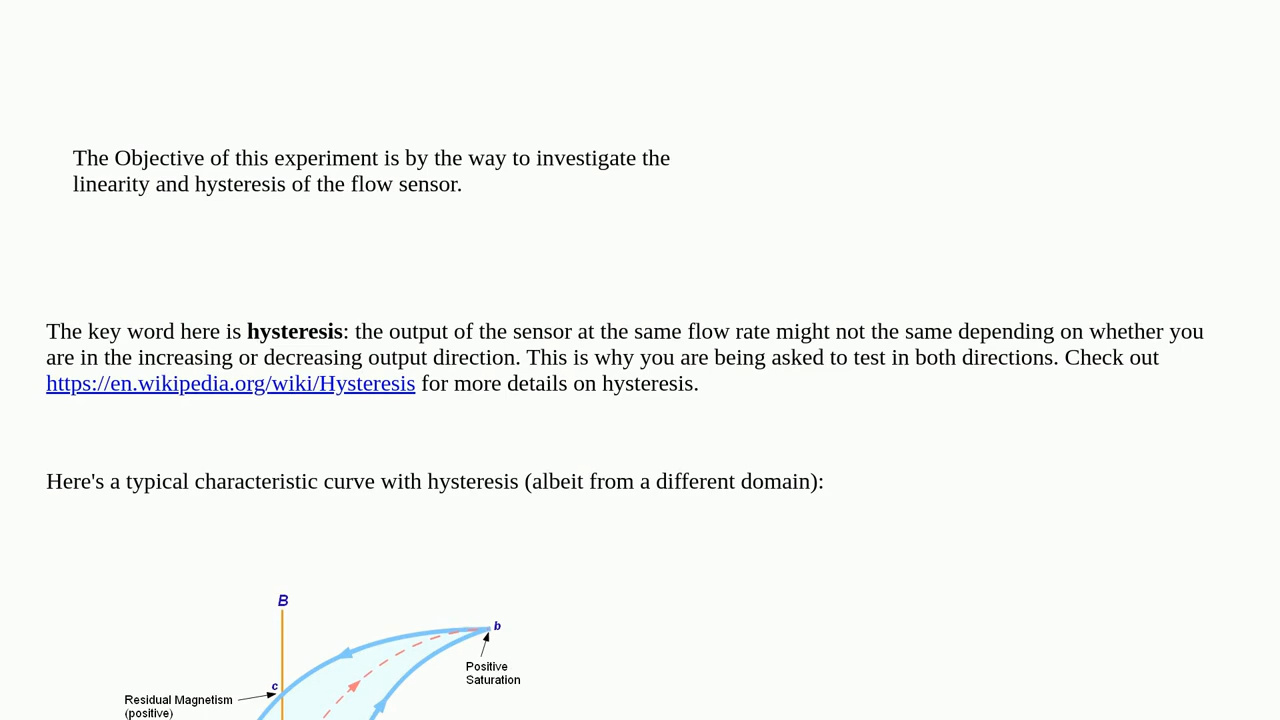 The Objective of this experiment is by the way to investigate the
linearity and hysteresis of the flow sensor.
The key word here is hysteresis: the output of the sensor at the same flow rate might not the same depending on whether you
are in the increasing or decreasing output direction. This is why you are being asked to test in both directions. Check out
https://en.wikipedia.org/wiki/Hysteresis for more details on hysteresis.
Here's a typical characteristic curve with hysteresis (albeit from a different domain):
B
b
Positive
Saturation
c
Residual Magnetism
(positive)